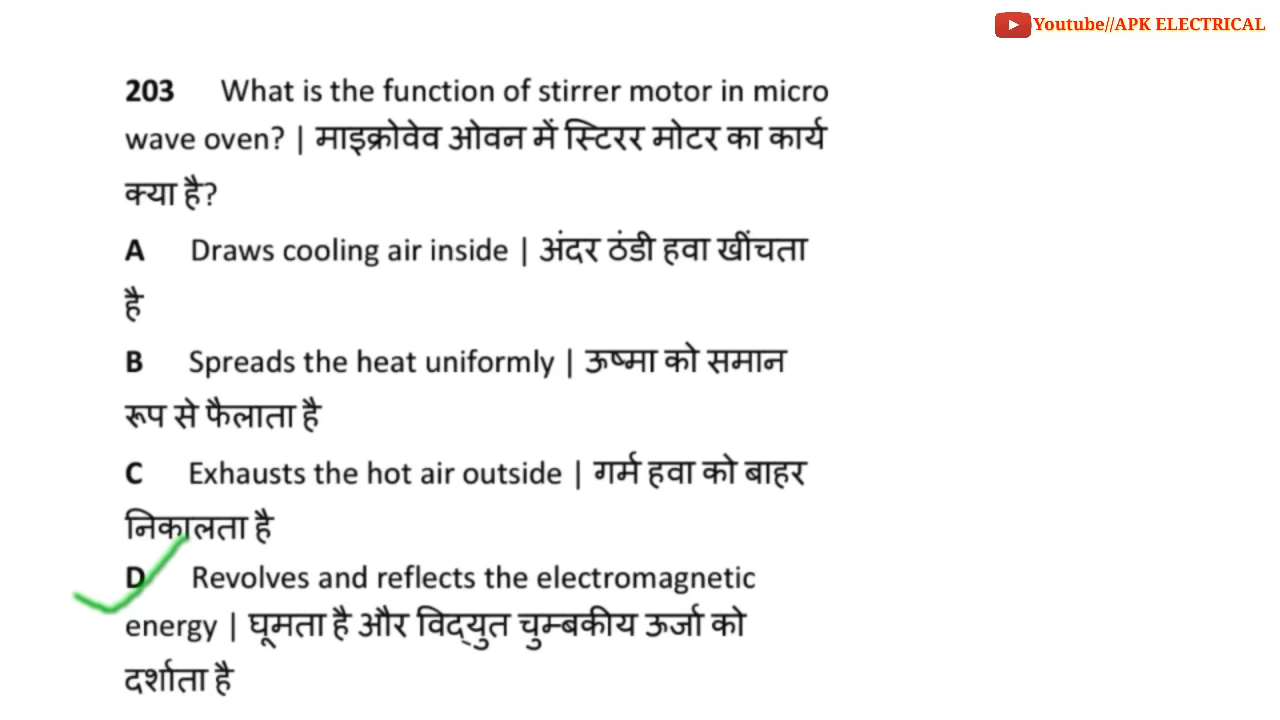 Youtube//APK ELECTRICAL
203 What is the function of stirrer motor in micro
wave oven? | माइक्रोवेव ओवन में स्टिरर मोटर का कार्य
क्या है?
A Draws cooling air inside | अंदर ठंडी हवा खींचता
है
B Spreads the heat uniformly | ऊष्मा को समान
रूप से फैलाता है
C Exhausts the hot air outside | गर्म हवा को बाहर
निकालता है
D Revolves and reflects the electromagnetic
energy | घूमता है और विद्युत चुम्बकीय ऊर्जा को
दर्शाता है